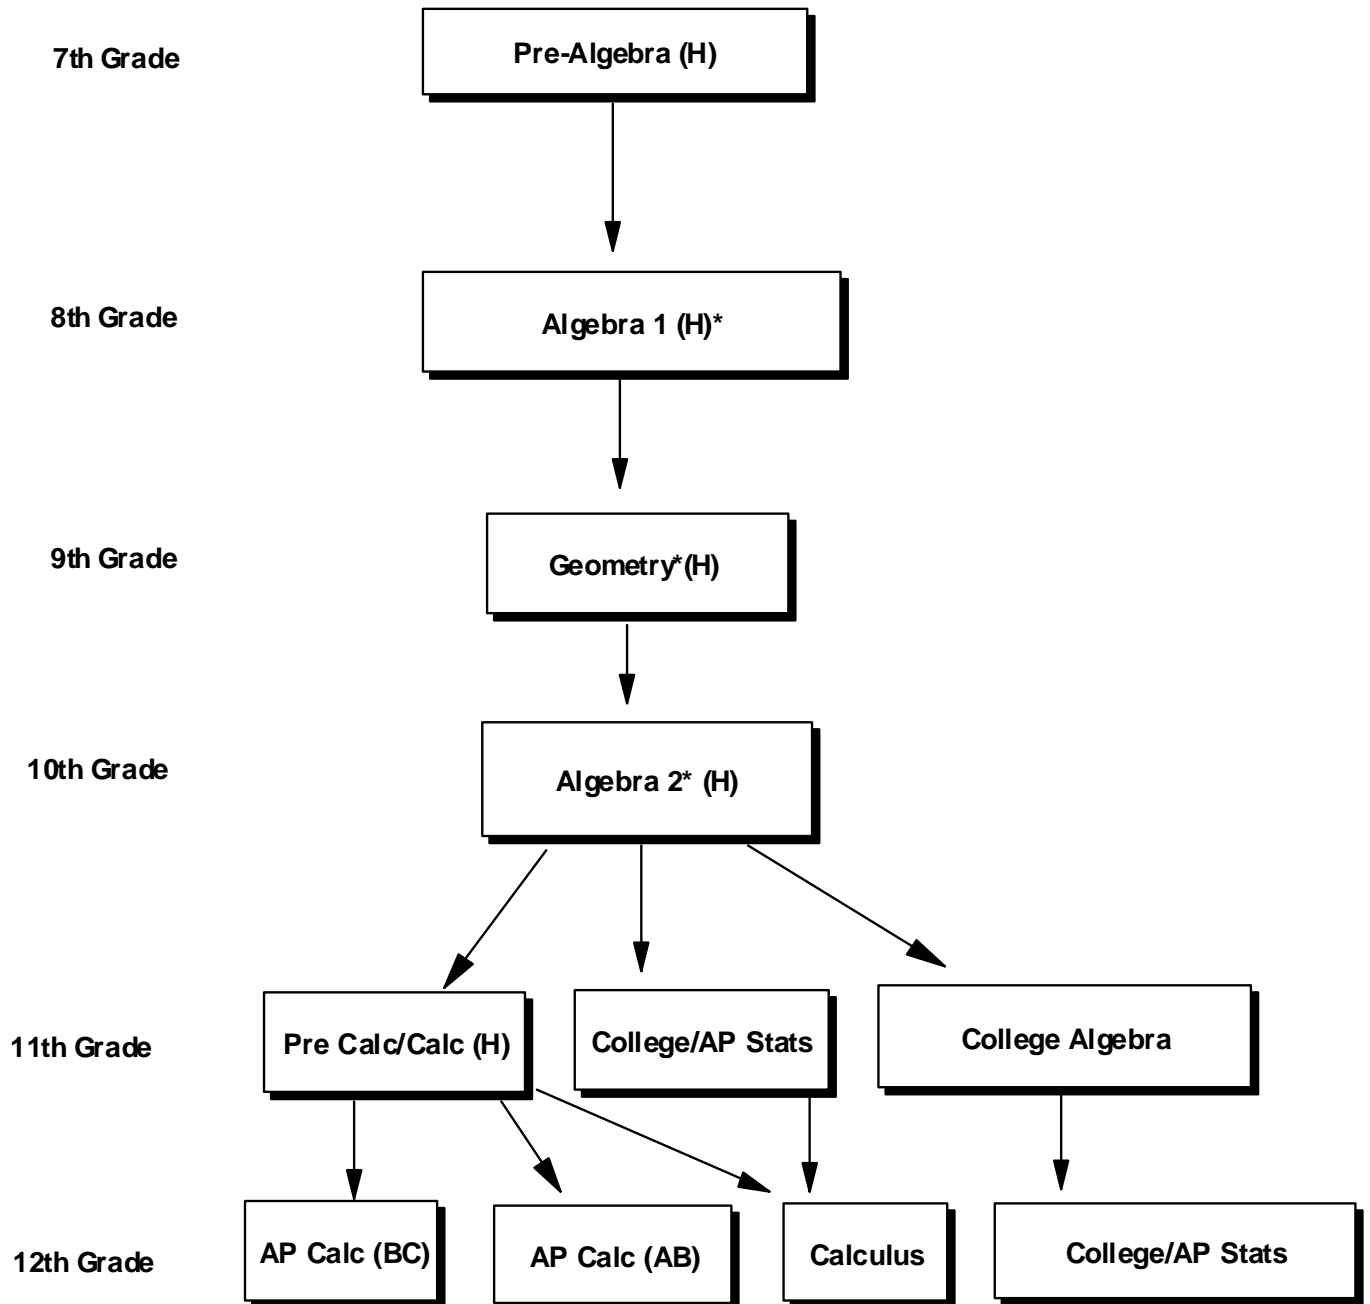 7th Grade
Pre-Algebra (H)
8th Grade
Algebra 1 (H)*
9th Grade
Geometry*(H)
10th Grade
Algebra 2* (H)
11th Grade
Pre Calc/Calc (H)
College/AP Stats
College Algebra
12th Grade
AP Calc (BC)
AP Calc (AB)
Calculus
College/AP Stats